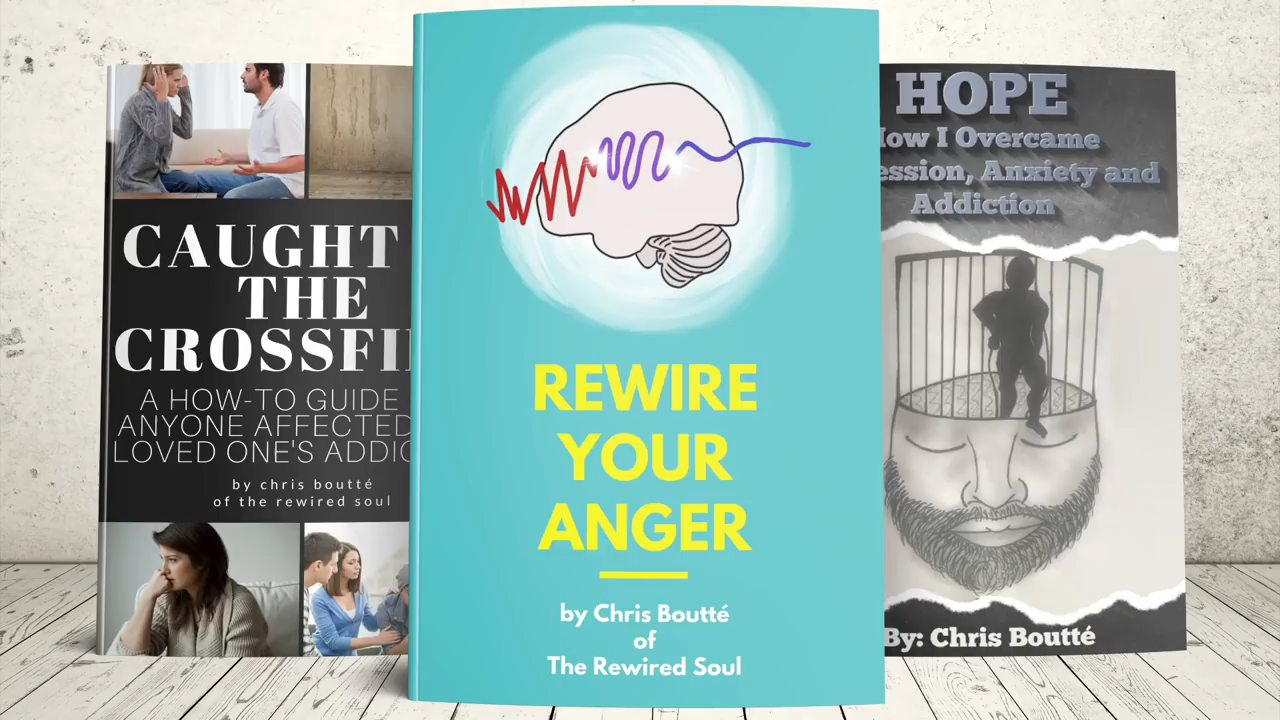 CAUGHT
THE
CROSSFI
A HOW-TO GUIDE
ANYONE AFFECTED
LOVED ONE'S ADDIC
by chris boutté
of the rewired soul
REWIRE
YOUR
ANGER
by Chris Boutté
of
The Rewired Soul
HOPE
How I Overcame
ession, Anxiety and
Addiction
By: Chris Boutté